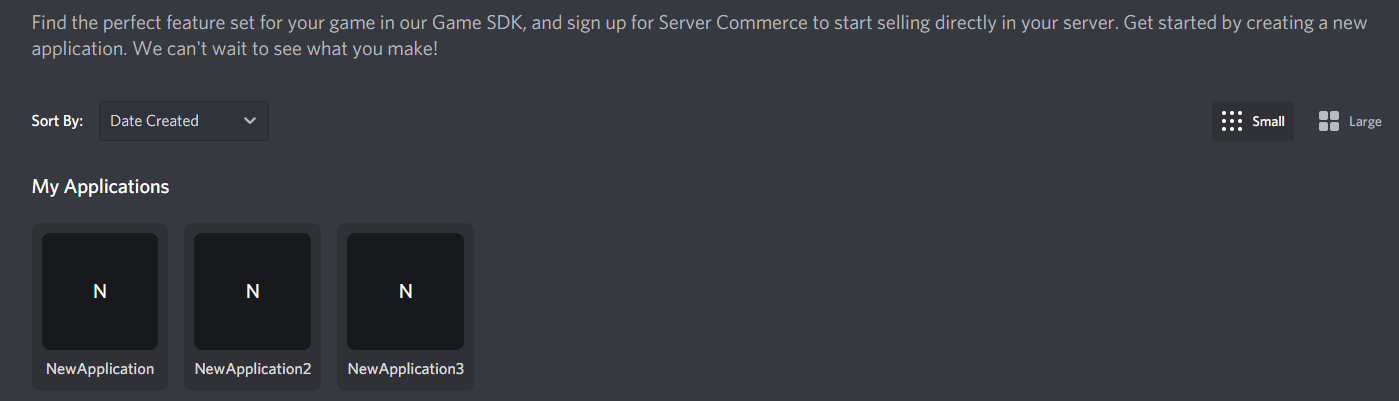 Find the perfect feature set for your game in our Game SDK, and sign up for Server Commerce to start selling directly in your server. Get started by creating a new
application. We can't wait to see what you make!
Sort By: Date Created Small Large
My Applications
N N N
NewApplication NewApplication2 NewApplication3